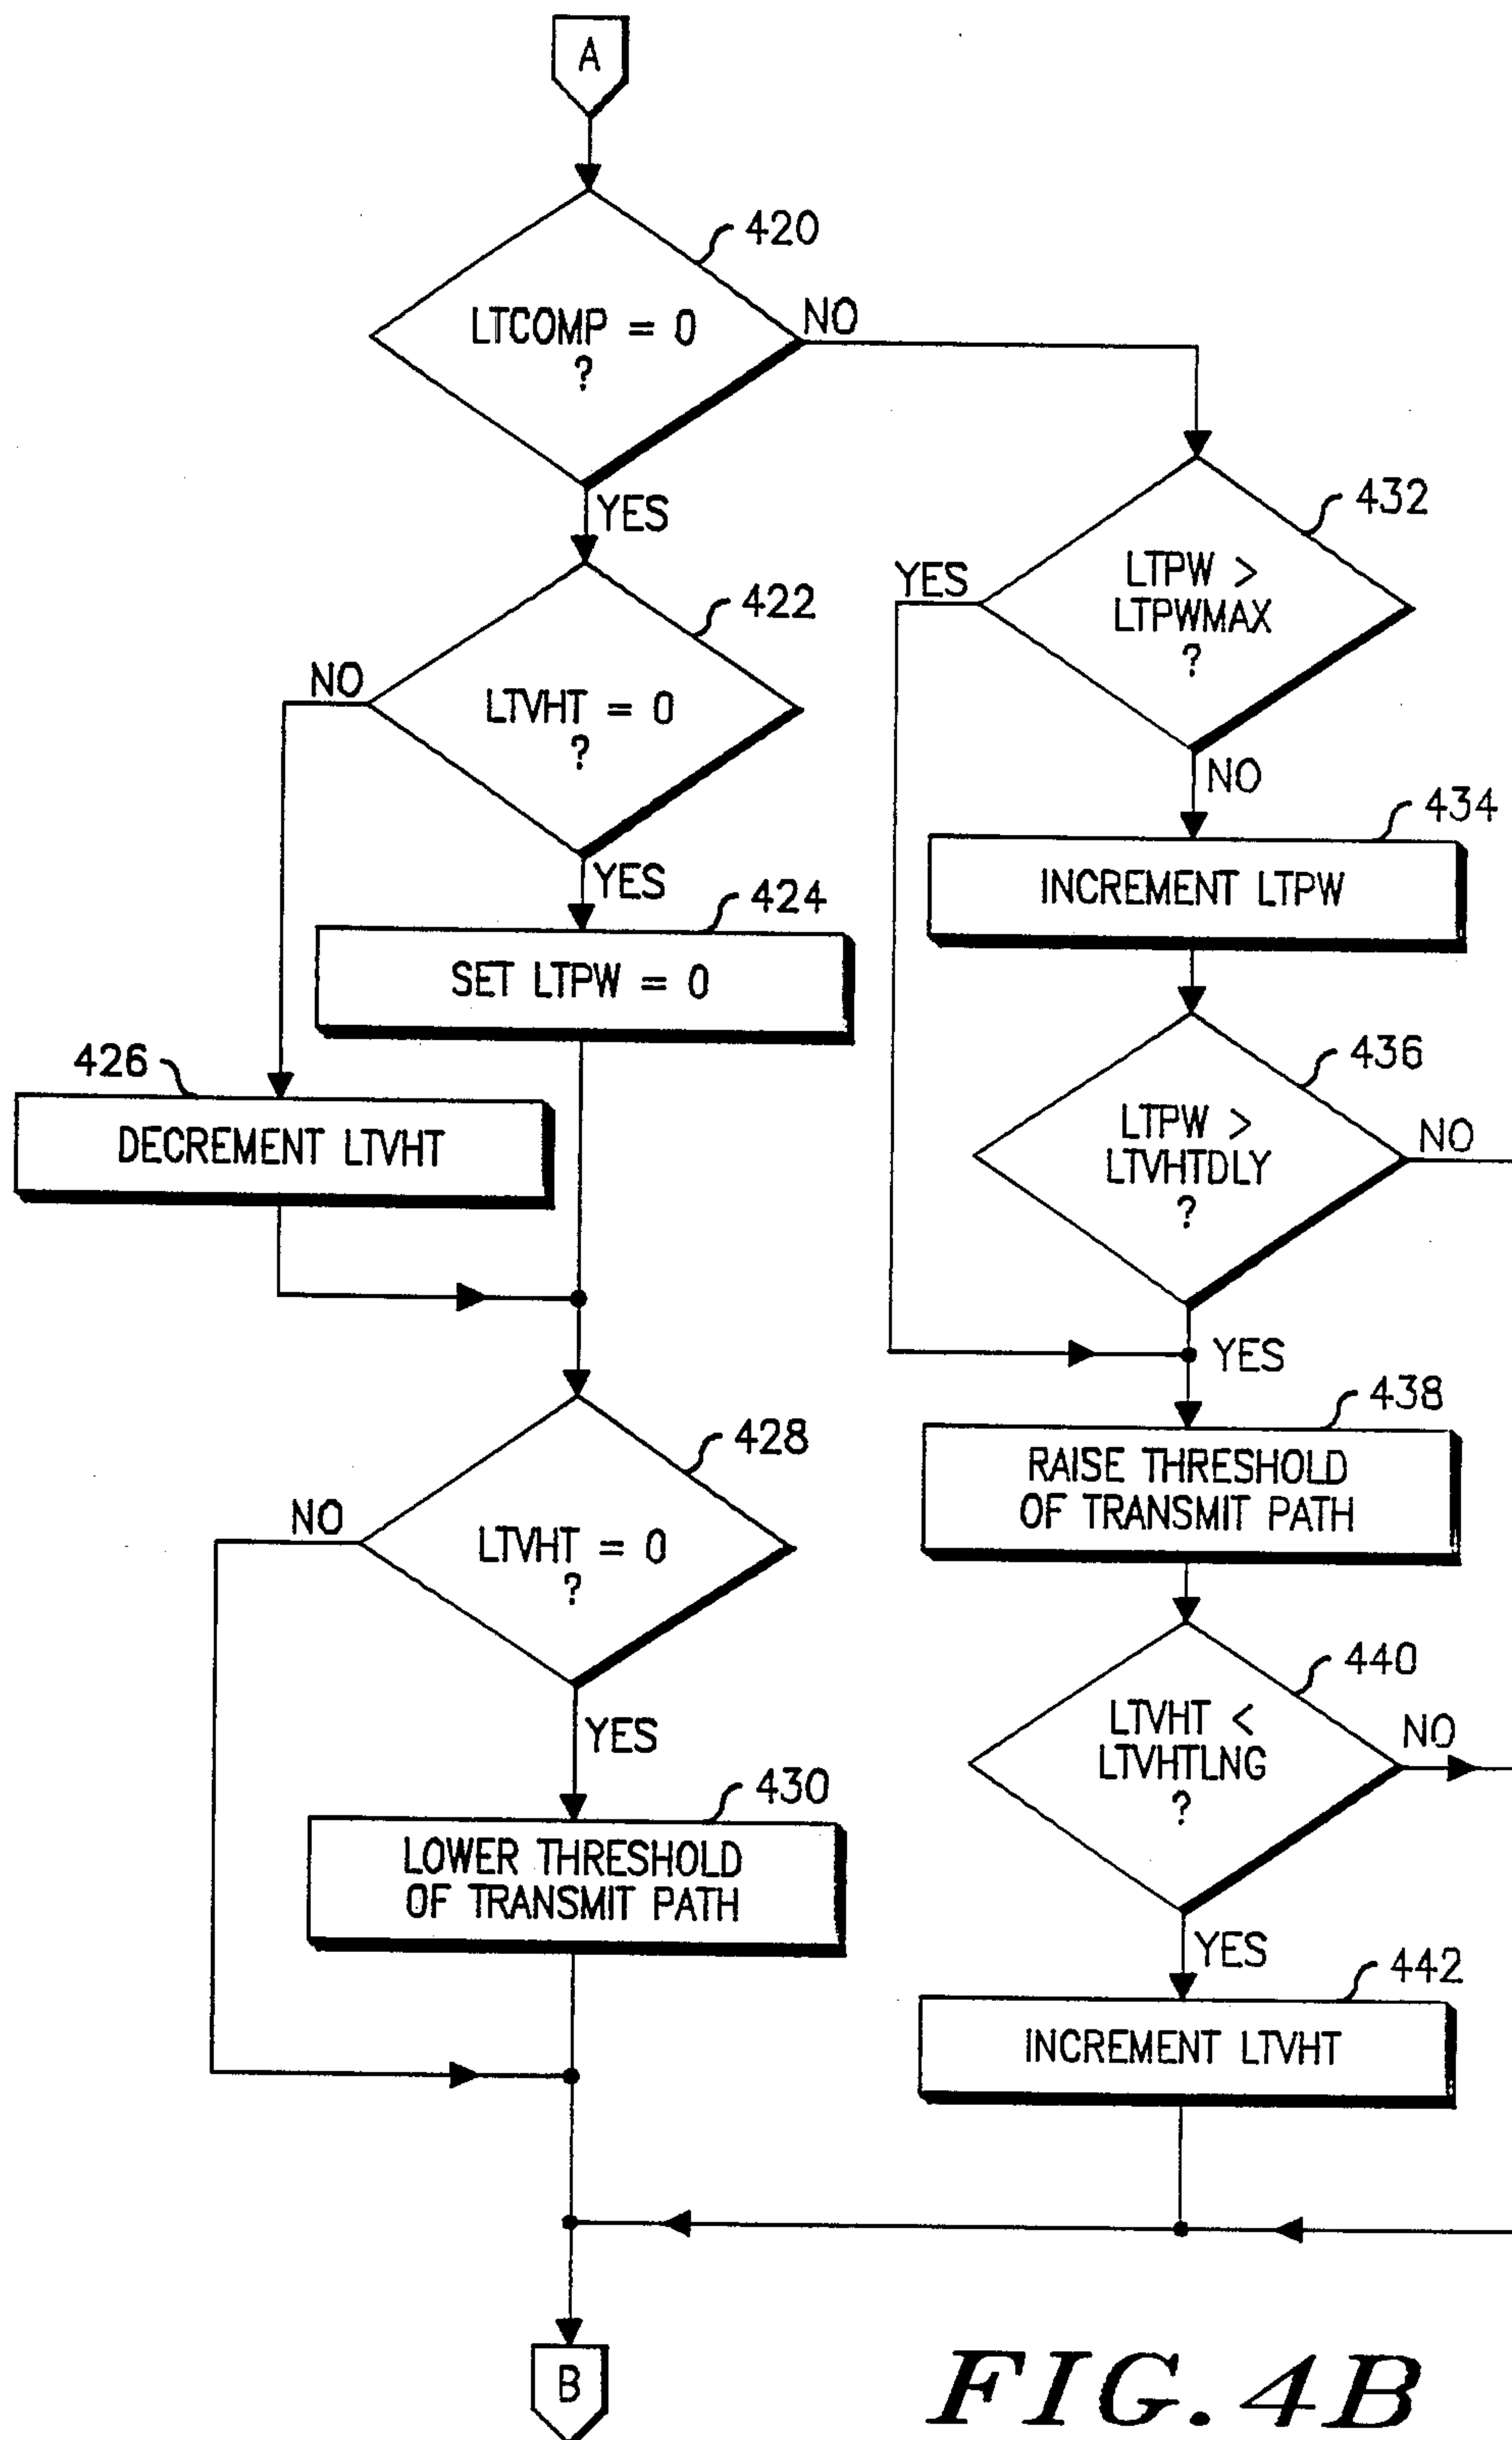 A
420
LTCOMP = 0
?
NO
YES
432
LTPW >
LTPWMAX
?
YES
NO
422
LTVHT = 0
?
NO
YES
434
INCREMENT LTPW
424
SET LTPW = 0
436
LTPW >
LTVHTDLY
?
NO
YES
426
DECREMENT LTVHT
438
RAISE THRESHOLD
OF TRANSMIT PATH
428
LTVHT = 0
?
NO
YES
440
LTVHT <
LTVHTLNG
?
NO
YES
430
LOWER THRESHOLD
OF TRANSMIT PATH
442
INCREMENT LTVHT
B
FIG. 4B